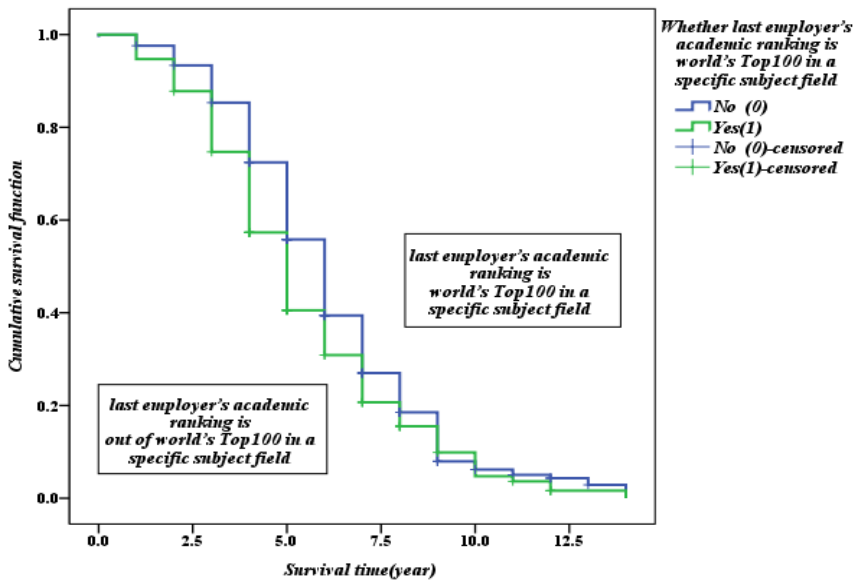 Cumulative survival function
1.0
0.8
0.6
0.4
0.2
0.0
0.0 2.5 5.0 7.5 10.0 12.5
Survival time(year)
last employer's academic
ranking is
world's Top100 in a
specific subject field
last employer's academic
ranking is
out of world's Top100 in a
specific subject field
Whether last employer's
academic ranking is
world's Top100 in a
specific subject field
No (0)
Yes(1)
No (0)-censored
Yes(1)-censored